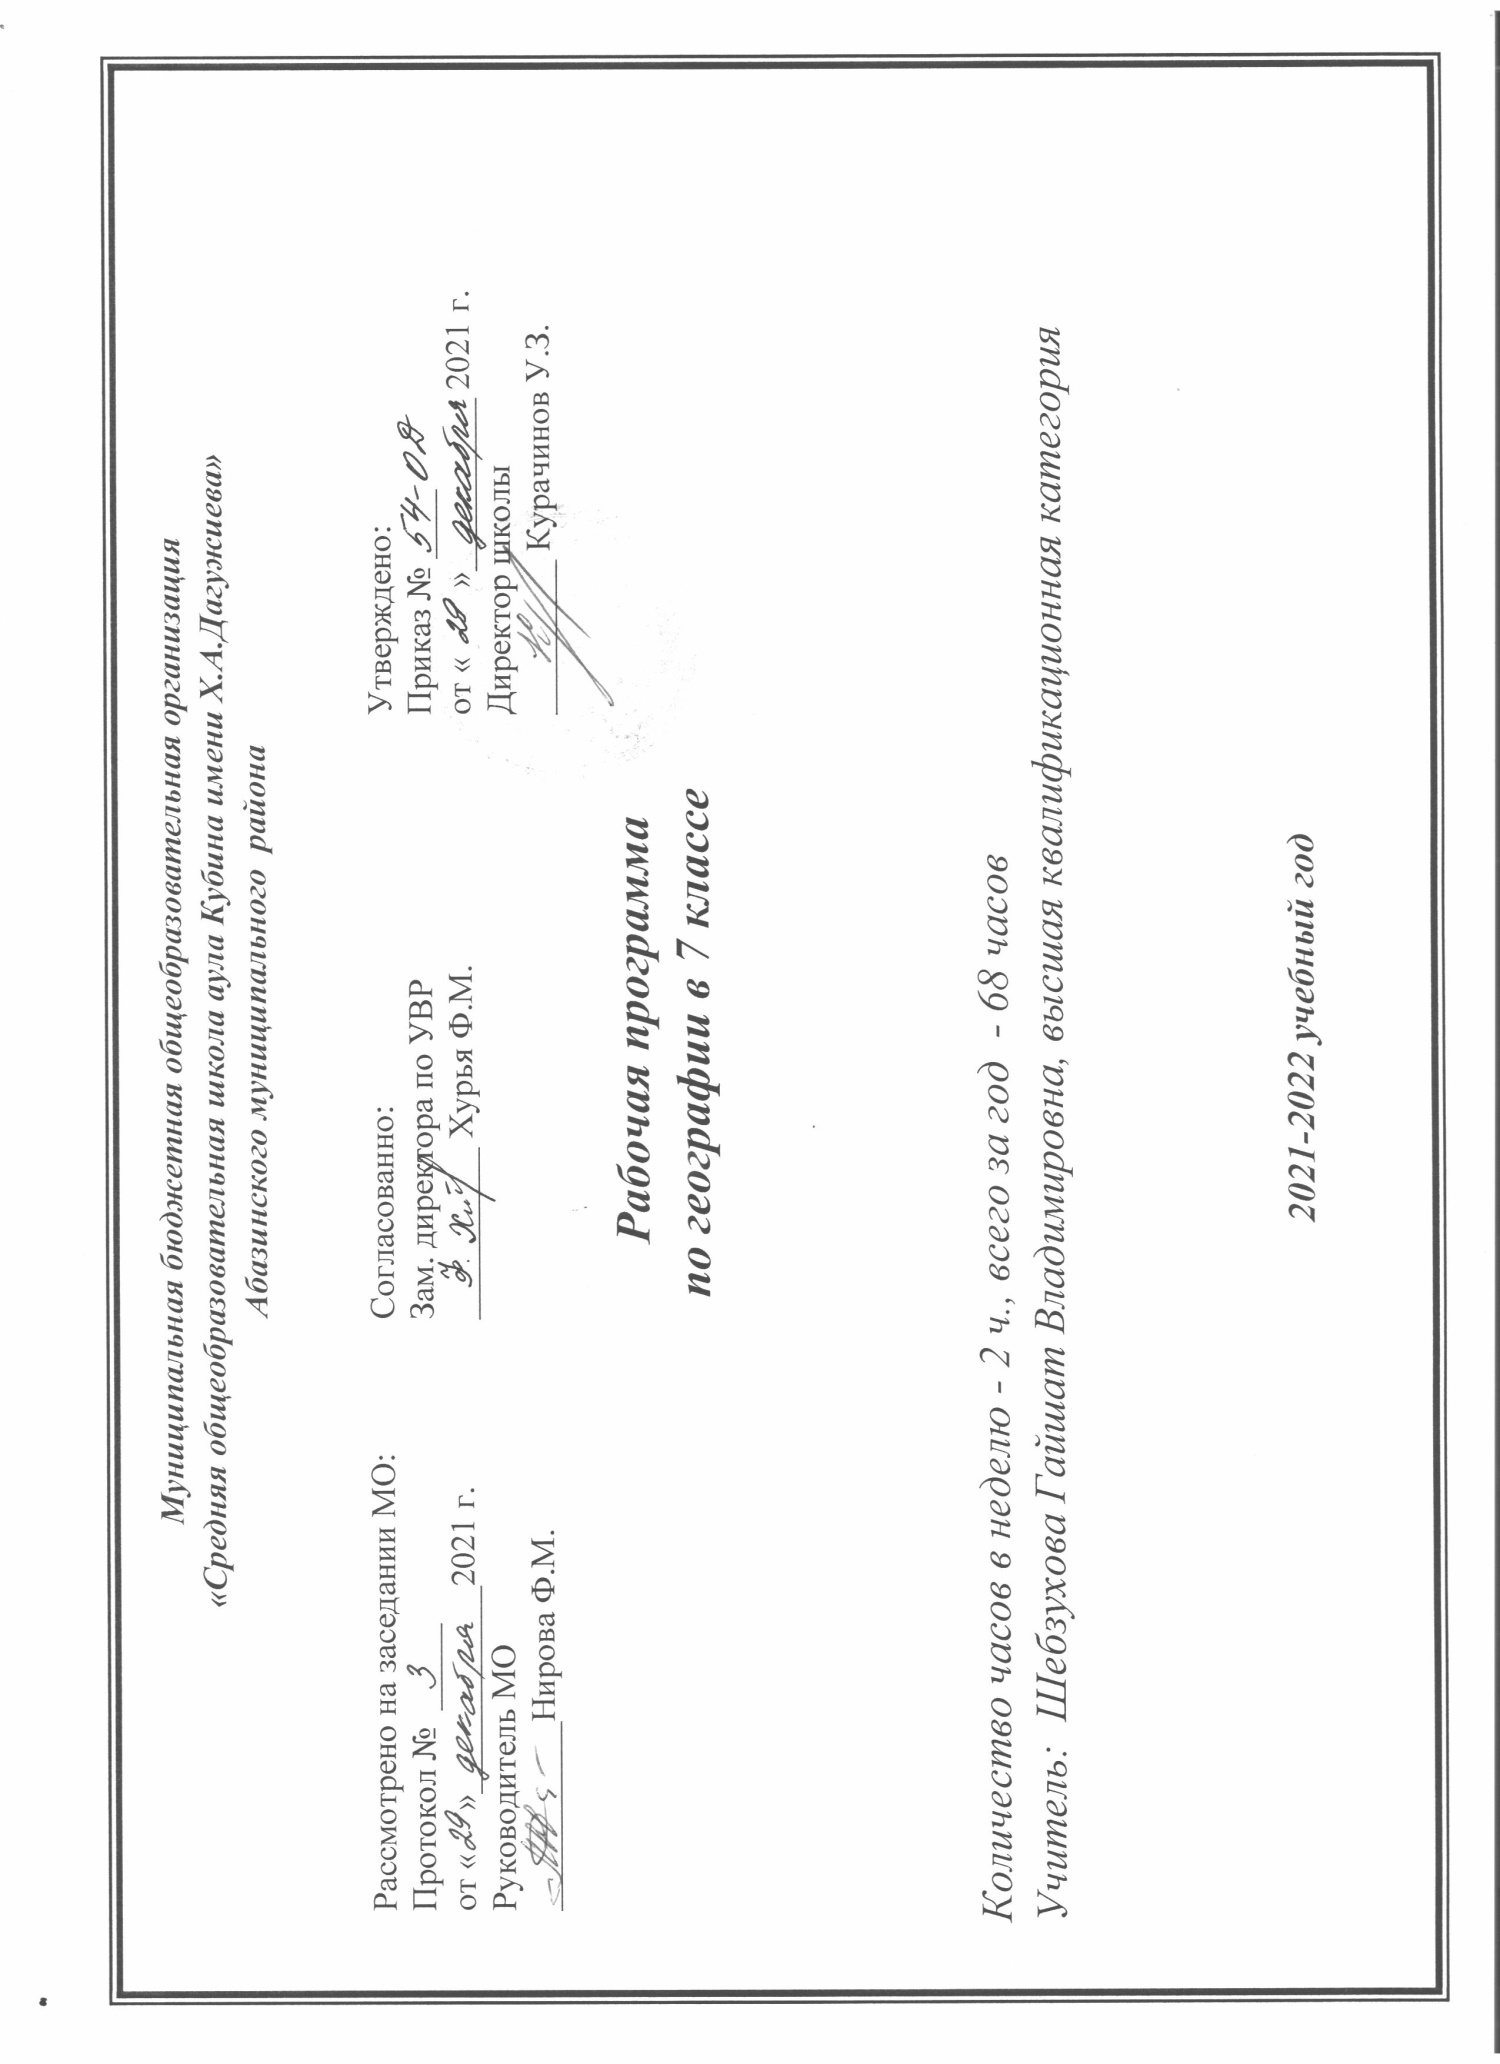 Муниципальная бюджетная общеобразовательная организация
«Средняя общеобразовательная школа аула Кубина имени Х.А.Дагужиева»
Абазинского муниципального района
Рассмотрено на заседании МО:
Протокол № 3
от «29» декабря 2021 г.
Руководитель МО
Нирова Ф.М.
Согласованно:
Зам. директора по УВР
Хурья Ф.М.
Утверждено:
Приказ № 54-ОД
от « » декабря 2021 г.
Директор школы
Курачинов У.З.
Рабочая программа
по географии в 7 классе
Количество часов в неделю - 2 ч., всего за год - 68 часов
Учитель: Шебзухова Гайшат Владимировна, высшая квалификационная категория
2021-2022 учебный год